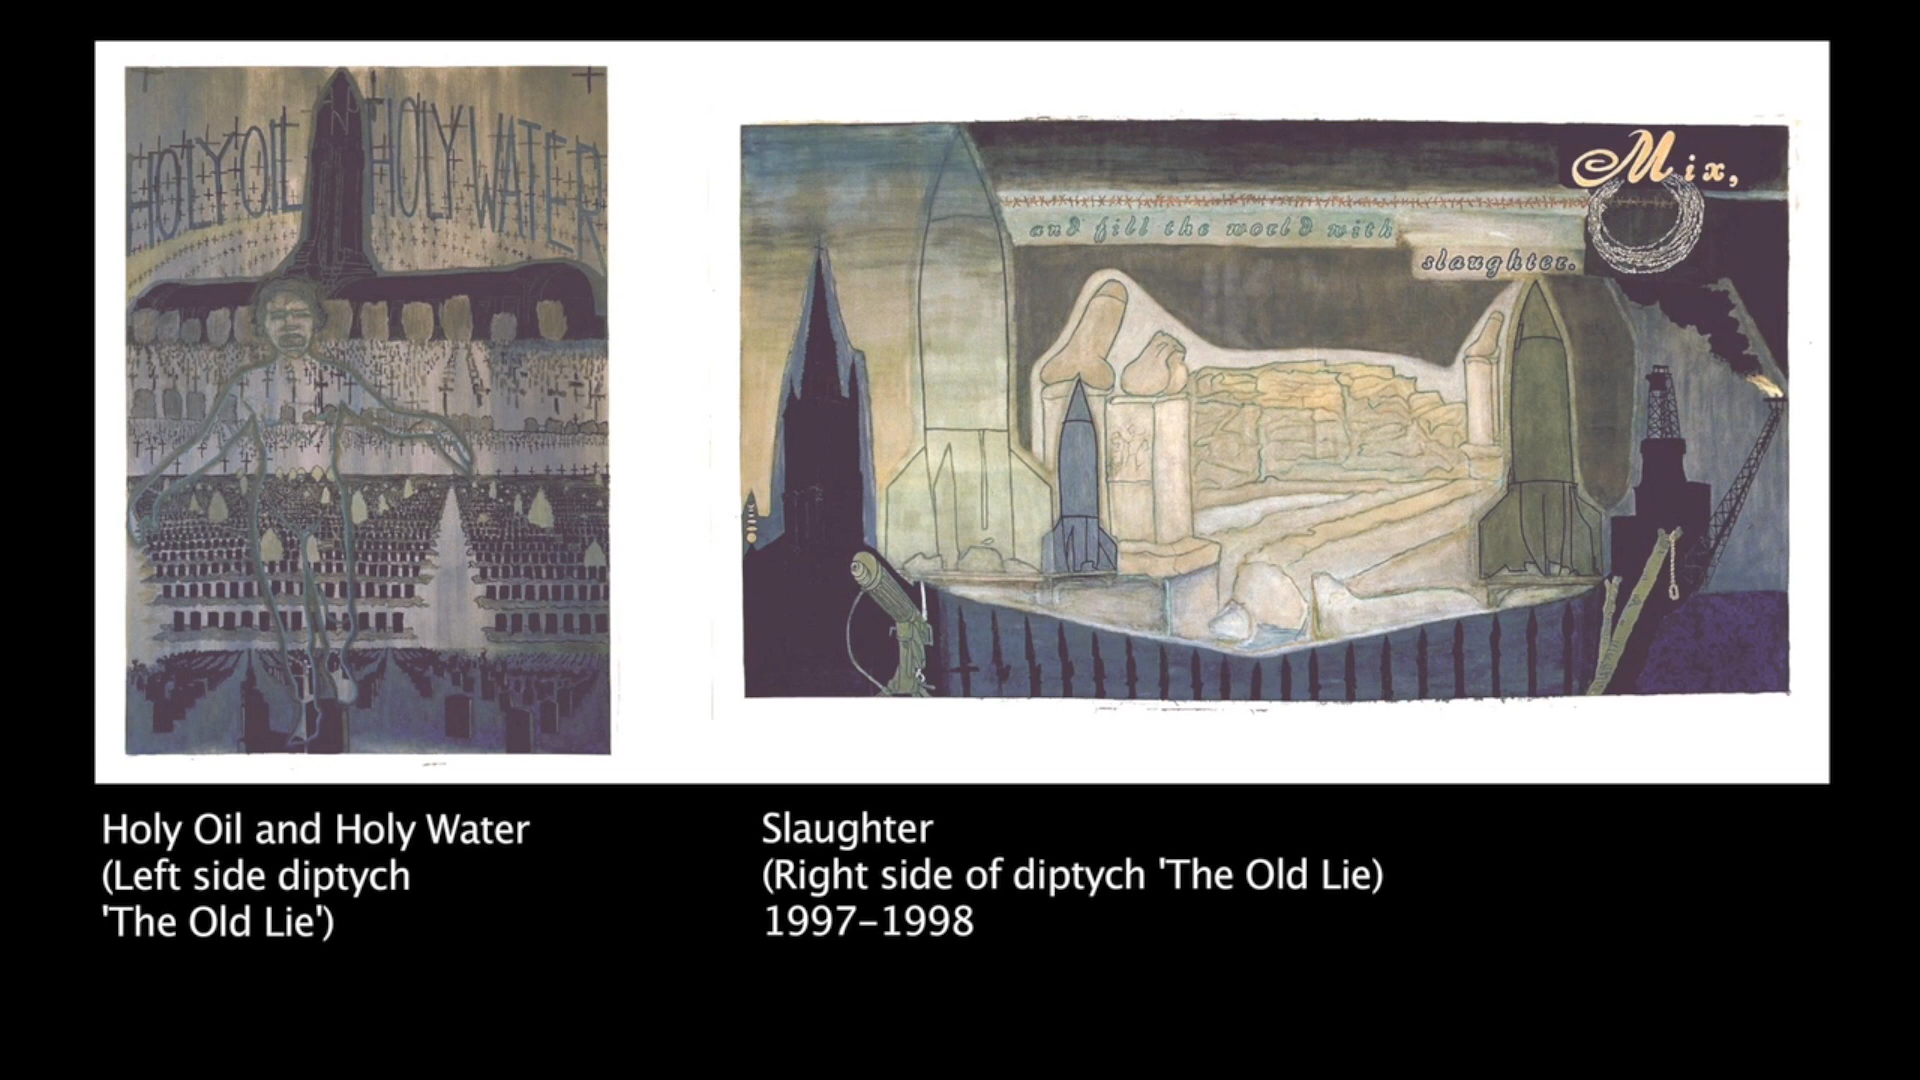 HOLY OIL AND HOLY WATER
Mix,
and fill the world with
slaughter.
Holy Oil and Holy Water
(Left side diptych
'The Old Lie')
Slaughter
(Right side of diptych 'The Old Lie)
1997–1998